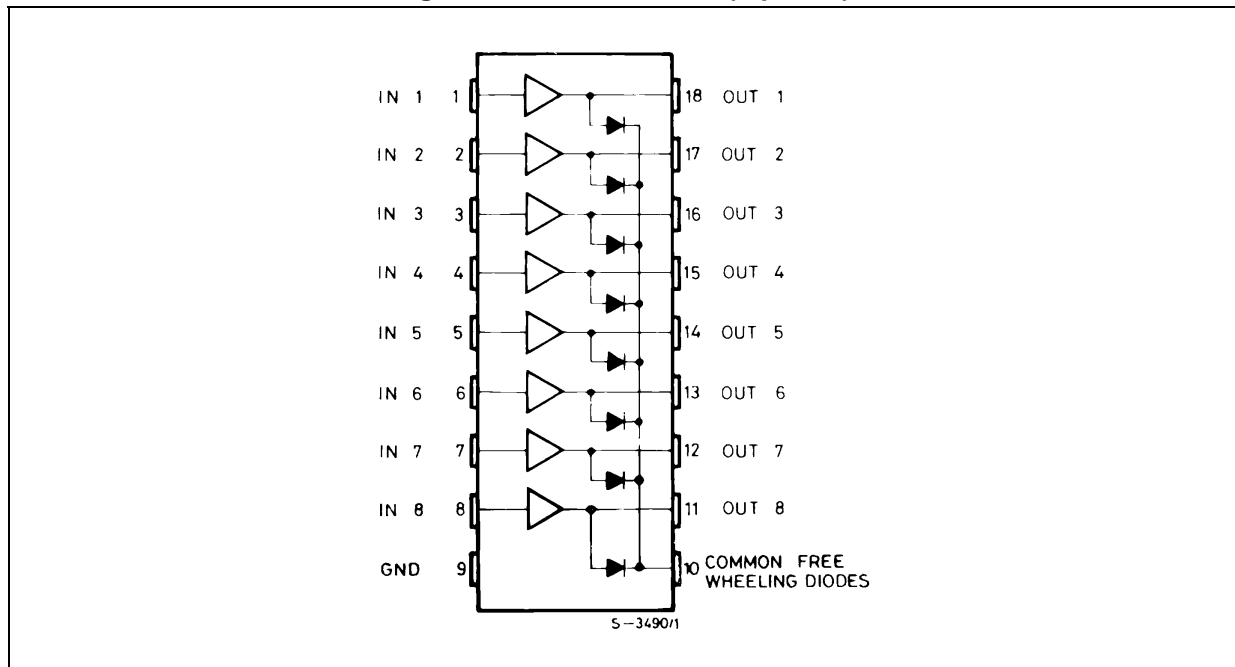 IN 1 1 18 OUT 1
IN 2 2 17 OUT 2
IN 3 3 16 OUT 3
IN 4 4 15 OUT 4
IN 5 5 14 OUT 5
IN 6 6 13 OUT 6
IN 7 7 12 OUT 7
IN 8 8 11 OUT 8
GND 9 10 COMMON FREE
WHEELING DIODES
S-3490/1